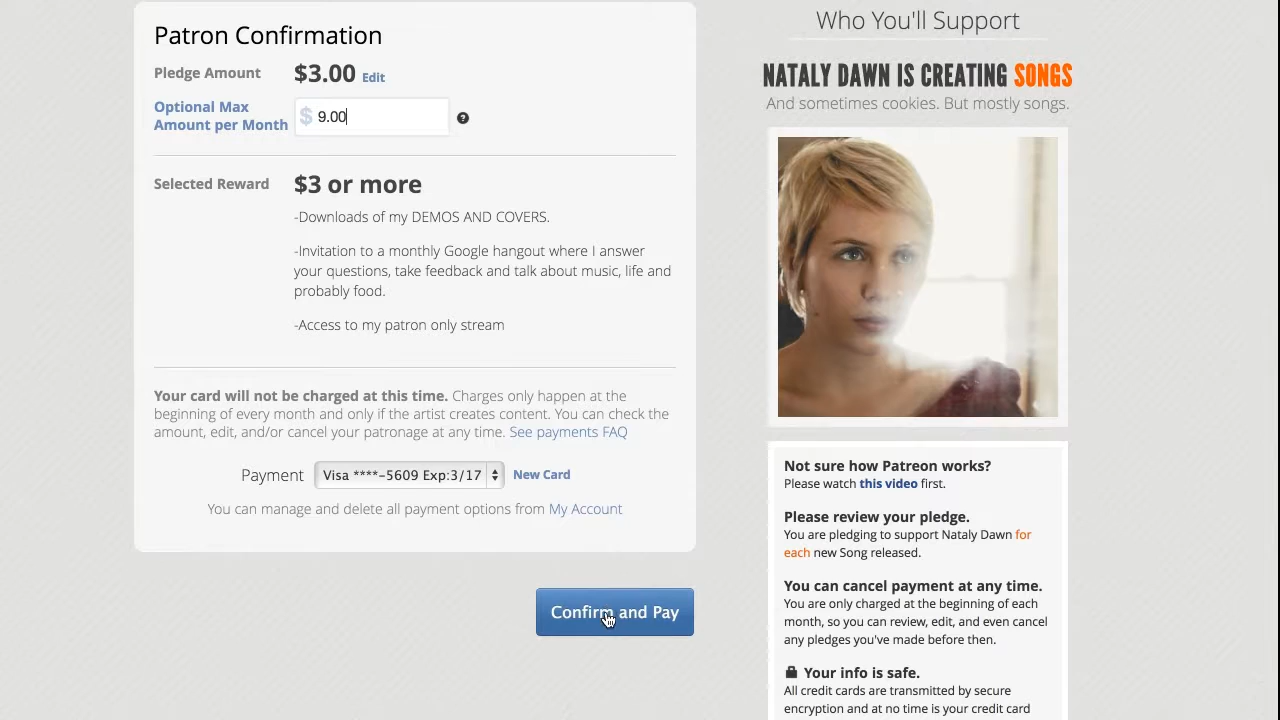 Patron Confirmation
Pledge Amount $3.00 Edit
Optional Max
Amount per Month $ 9.00 ?
Selected Reward $3 or more
-Downloads of my DEMOS AND COVERS.
-Invitation to a monthly Google hangout where I answer
your questions, take feedback and talk about music, life and
probably food.
-Access to my patron only stream
Your card will not be charged at this time. Charges only happen at the
beginning of every month and only if the artist creates content. You can check the
amount, edit, and/or cancel your patronage at any time. See payments FAQ
Payment Visa ****-5609 Exp:3/17 New Card
You can manage and delete all payment options from My Account
Confirm and Pay
Who You'll Support
NATALY DAWN IS CREATING SONGS
And sometimes cookies. But mostly songs.
Not sure how Patreon works?
Please watch this video first.
Please review your pledge.
You are pledging to support Nataly Dawn for
each new Song released.
You can cancel payment at any time.
You are only charged at the beginning of each
month, so you can review, edit, and even cancel
any pledges you've made before then.
Your info is safe.
All credit cards are transmitted by secure
encryption and at no time is your credit card